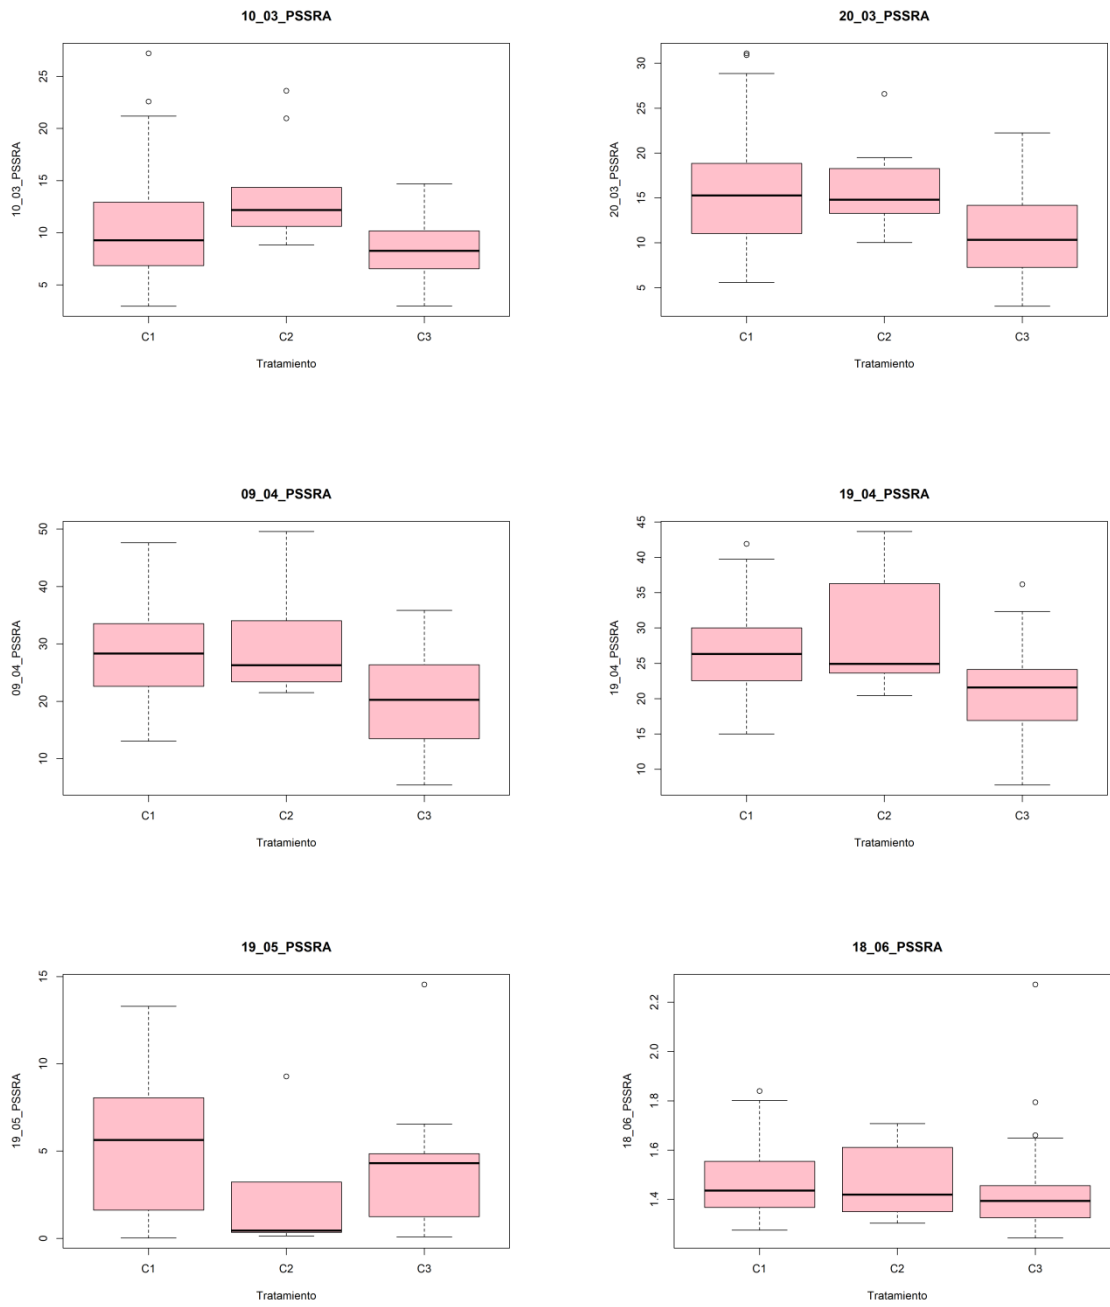 10_03_PSSRA
10_03_PSSRA
5
10
15
20
25
C1
C2
C3
Tratamiento
20_03_PSSRA
20_03_PSSRA
5
10
15
20
25
30
C1
C2
C3
Tratamiento
09_04_PSSRA
09_04_PSSRA
10
20
30
40
50
C1
C2
C3
Tratamiento
19_04_PSSRA
19_04_PSSRA
10
15
20
25
30
35
40
45
C1
C2
C3
Tratamiento
19_05_PSSRA
19_05_PSSRA
0
5
10
15
C1
C2
C3
Tratamiento
18_06_PSSRA
18_06_PSSRA
1.4
1.6
1.8
2.0
2.2
C1
C2
C3
Tratamiento